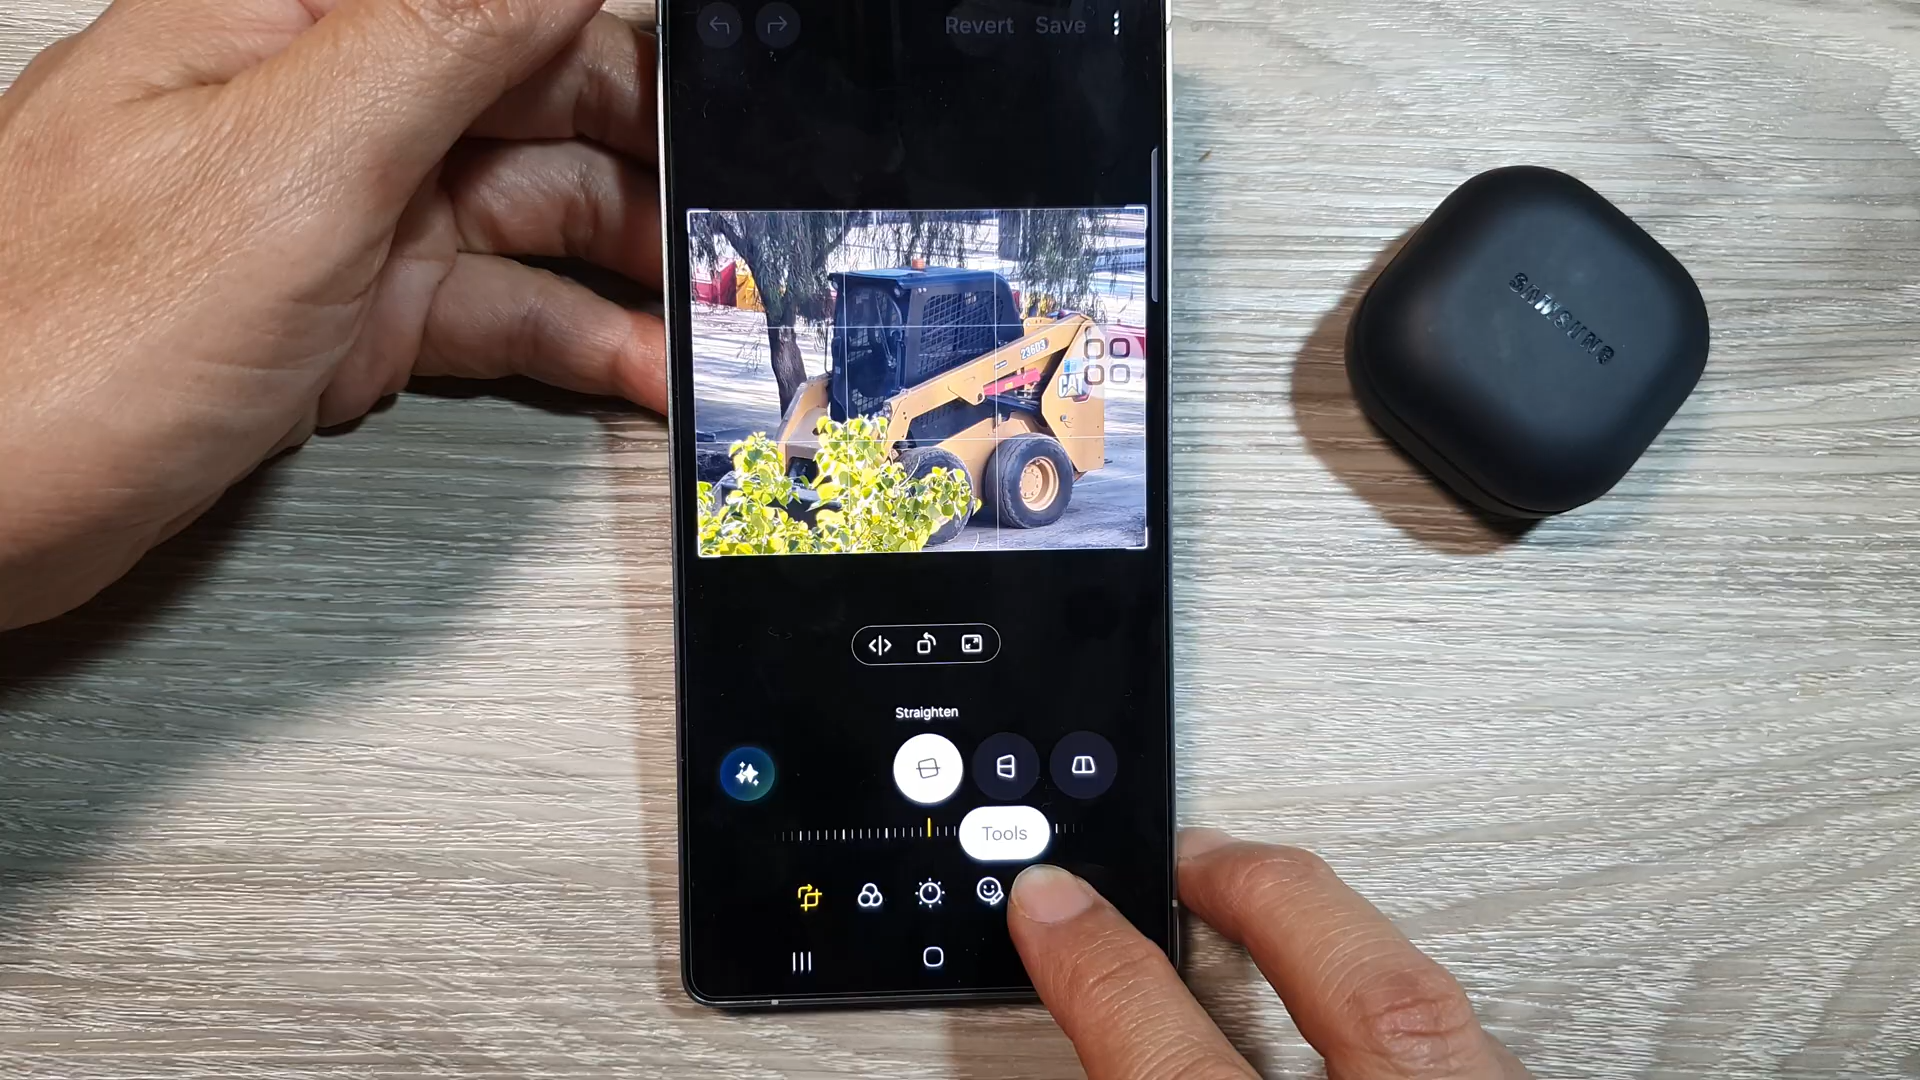 Revert Save
23603
CAT
SAMSUNG
Straighten
Tools